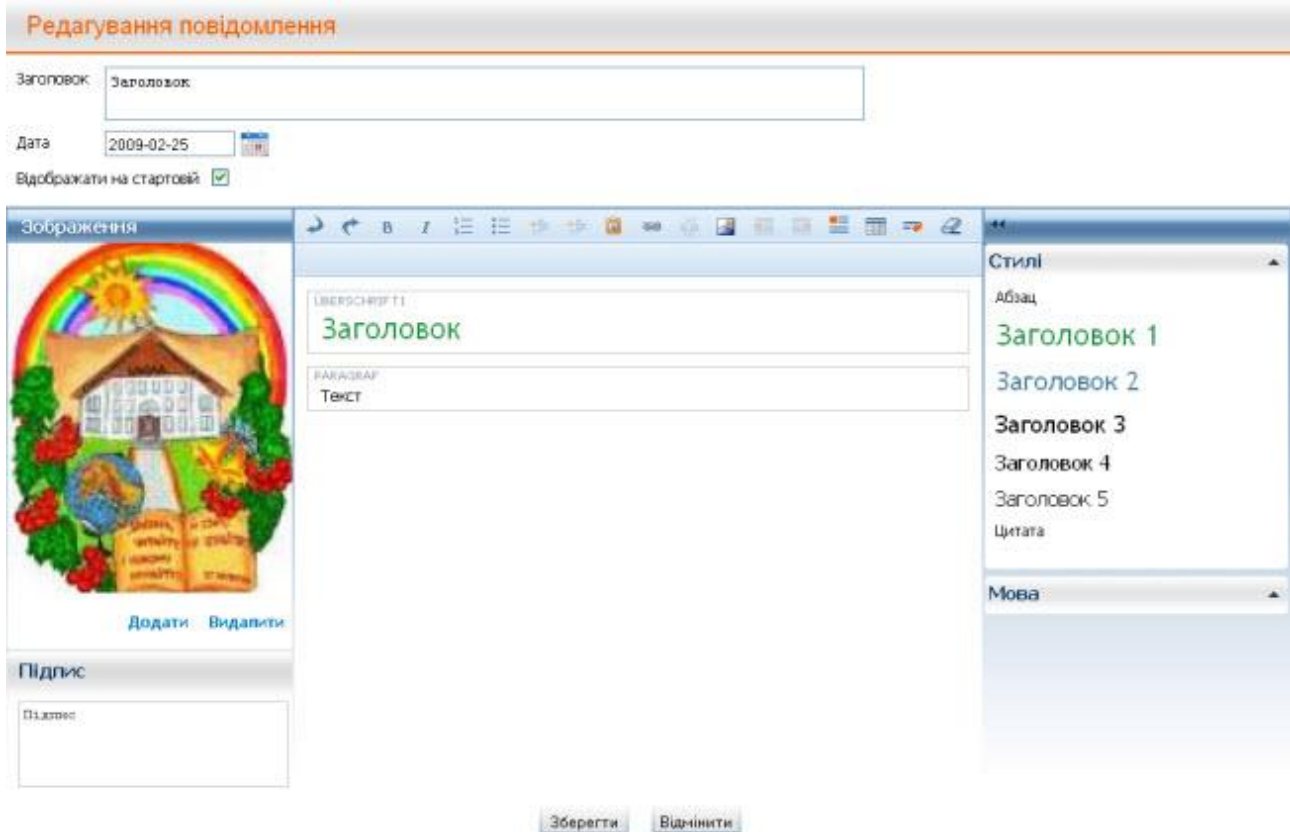 Редагування повідомлення
Заголовок
Заголовок
Дата
2009-02-25
Відображати на стартовій
Зображення
B I
ÜBERSCHRIFT 1
Заголовок
PARAGRAF
Текст
Стилі
Абзац
Заголовок 1
Заголовок 2
Заголовок 3
Заголовок 4
Заголовок 5
Цитата
Мова
Додати Видалити
Підпис
Підпис
Зберегти Відмінити